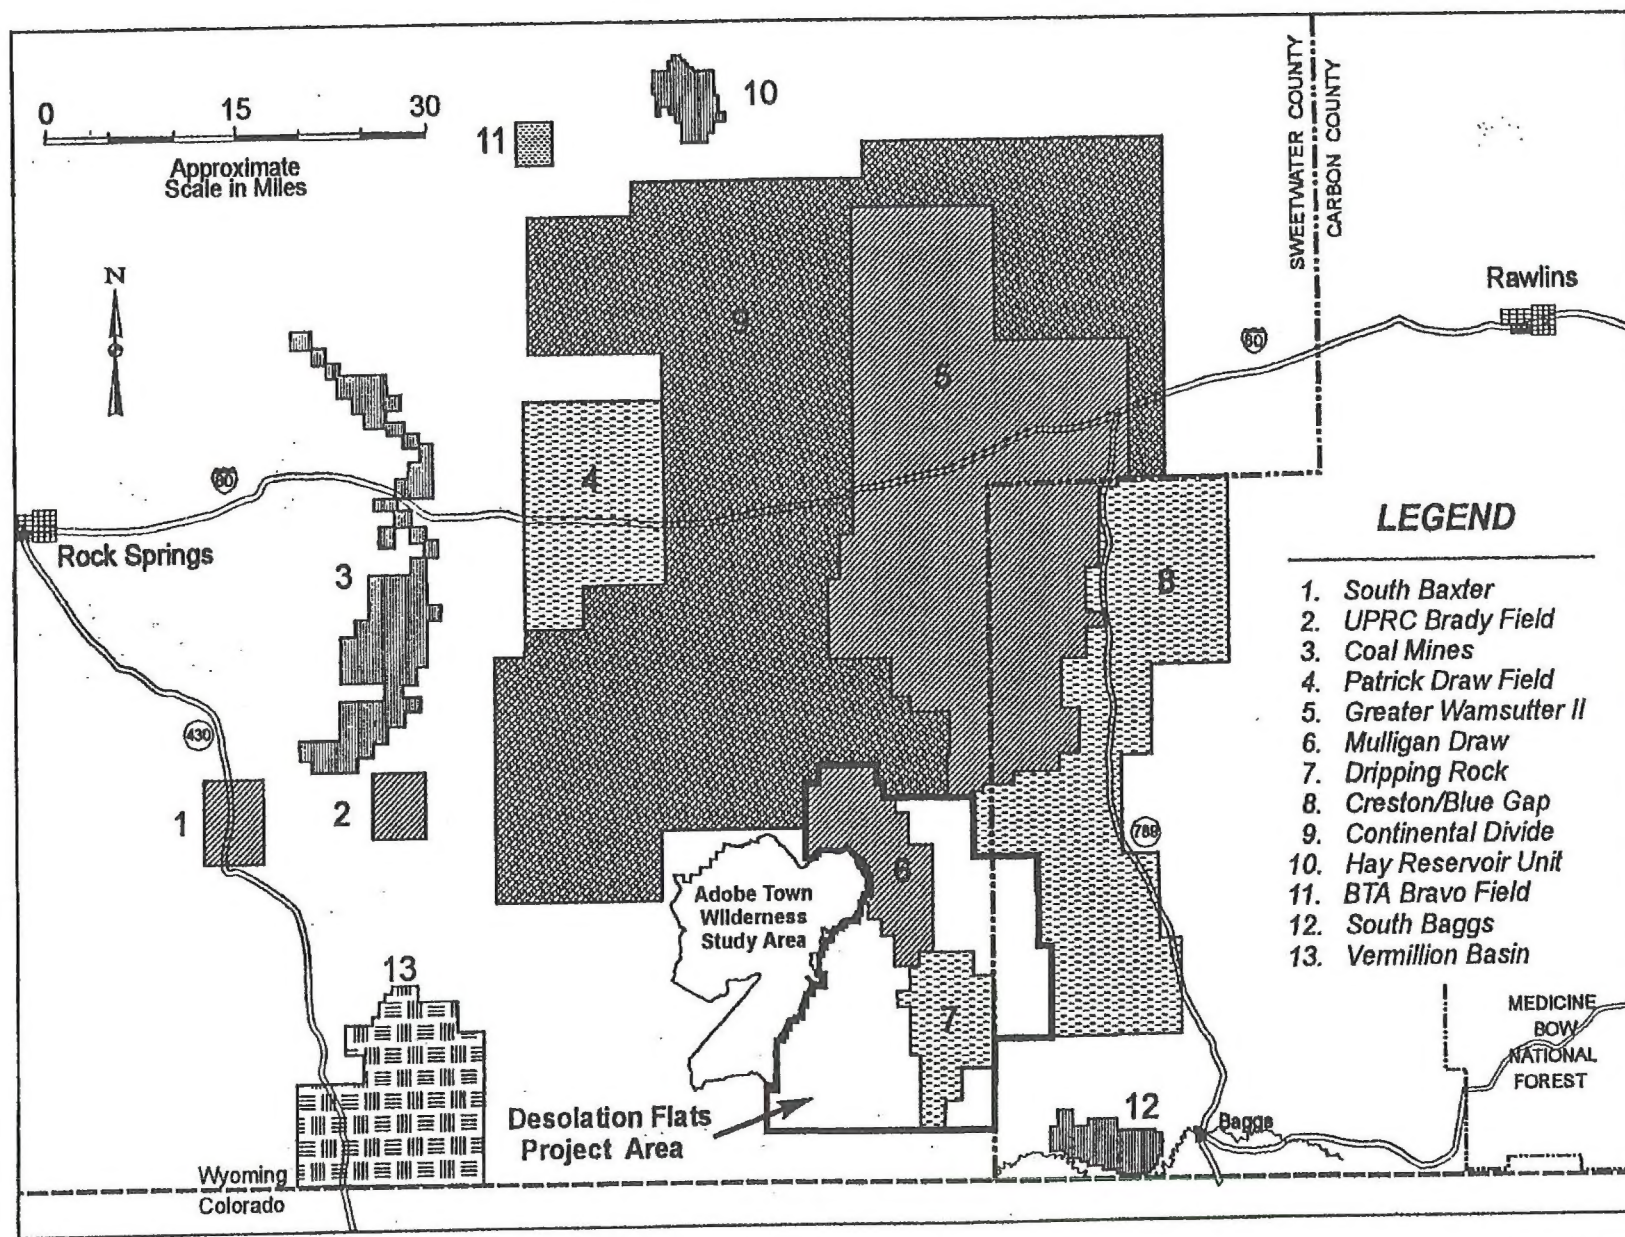 0 15 30
Approximate
Scale in Miles
10
11
SWEETWATER COUNTY
CARBON COUNTY
N
Rawlins
9
5
80
4
80
Rock Springs
3
8
LEGEND
1. South Baxter
2. UPRC Brady Field
3. Coal Mines
4. Patrick Draw Field
5. Greater Wamsutter II
6. Mulligan Draw
7. Dripping Rock
8. Creston/Blue Gap
9. Continental Divide
10. Hay Reservoir Unit
11. BTA Bravo Field
12. South Baggs
13. Vermillion Basin
430
1
2
789
6
Adobe Town
Wilderness
Study Area
13
7
MEDICINE
BOW
NATIONAL
FOREST
Desolation Flats
Project Area
12
Baggs
Wyoming
Colorado